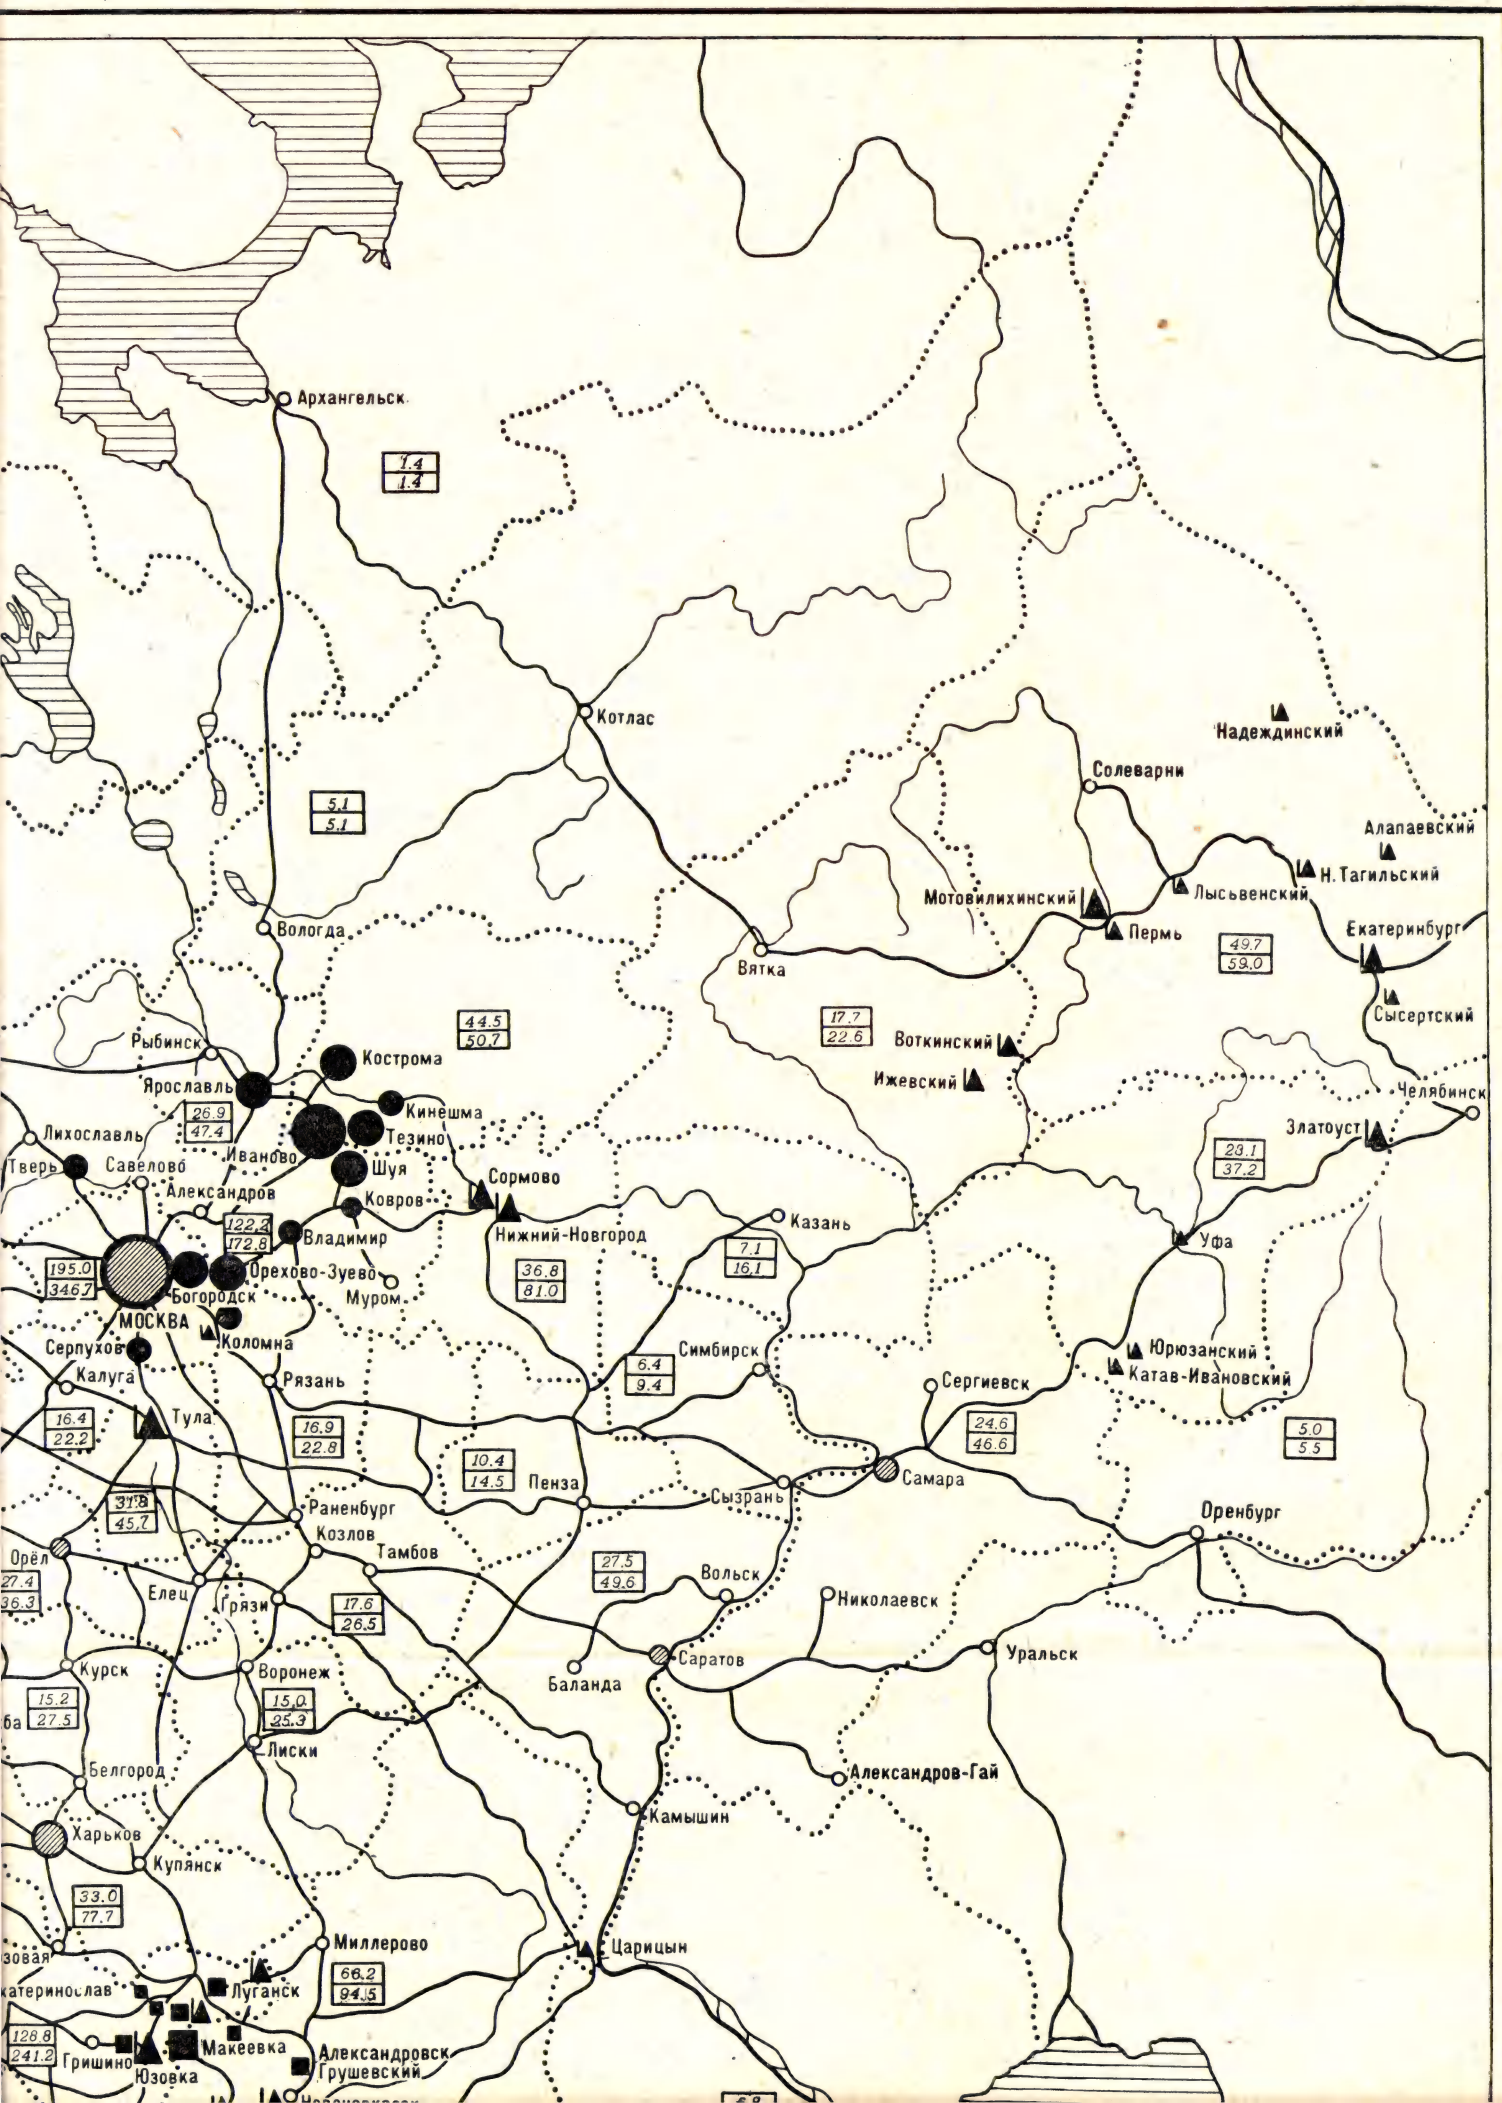 Архангельск
1.4
1.4
Котлас
Надеждинский
Солеварни
5.1
5.1
Алапаевский
Н.Тагильский
Лысьвенский
Мотовилихинский
Пермь
Екатеринбург
Вологда
49.7
59.0
Вятка
Сысертский
44.5
50.7
17.7
22.6
Воткинский
Рыбинск
Кострома
Ижевский
Ярославль
Челябинск
26.9
47.4
Кинешма
Тезино
Лихославль
Иваново
Златоуст
Тверь
Савелово
Шуя
23.1
37.2
Сормово
Александров
Ковров
122.2
172.8
Владимир
Нижний-Новгород
Казань
Уфа
7.1
16.1
195.0
346.7
Орехово-Зуево
36.8
81.0
Богородск
Муром
МОСКВА
Коломна
Серпухов
Симбирск
Юрюзанский
Калуга
Рязань
6.4
9.4
Сергиевск
Катав-Ивановский
16.4
22.2
Тула
16.9
22.8
24.6
46.6
5.0
5.5
10.4
14.5
Пенза
Сызрань
Самара
31.8
45.7
Раненбург
Оренбург
Козлов
Орёл
Тамбов
27.5
49.6
27.4
36.3
Елец
Грязи
Вольск
Николаевск
17.6
26.5
Курск
Воронеж
Саратов
Уральск
Баланда
15.2
27.5
ба
15.0
25.3
Лиски
Белгород
Александров-Гай
Камышин
Харьков
Купянск
33.0
77.7
Миллерово
Царицын
зовая
66.2
94.5
катеринослав
Луганск
128.8
241.2
Гришино
Макеевка
Александровск
Грушевский
Юзовка
6.8